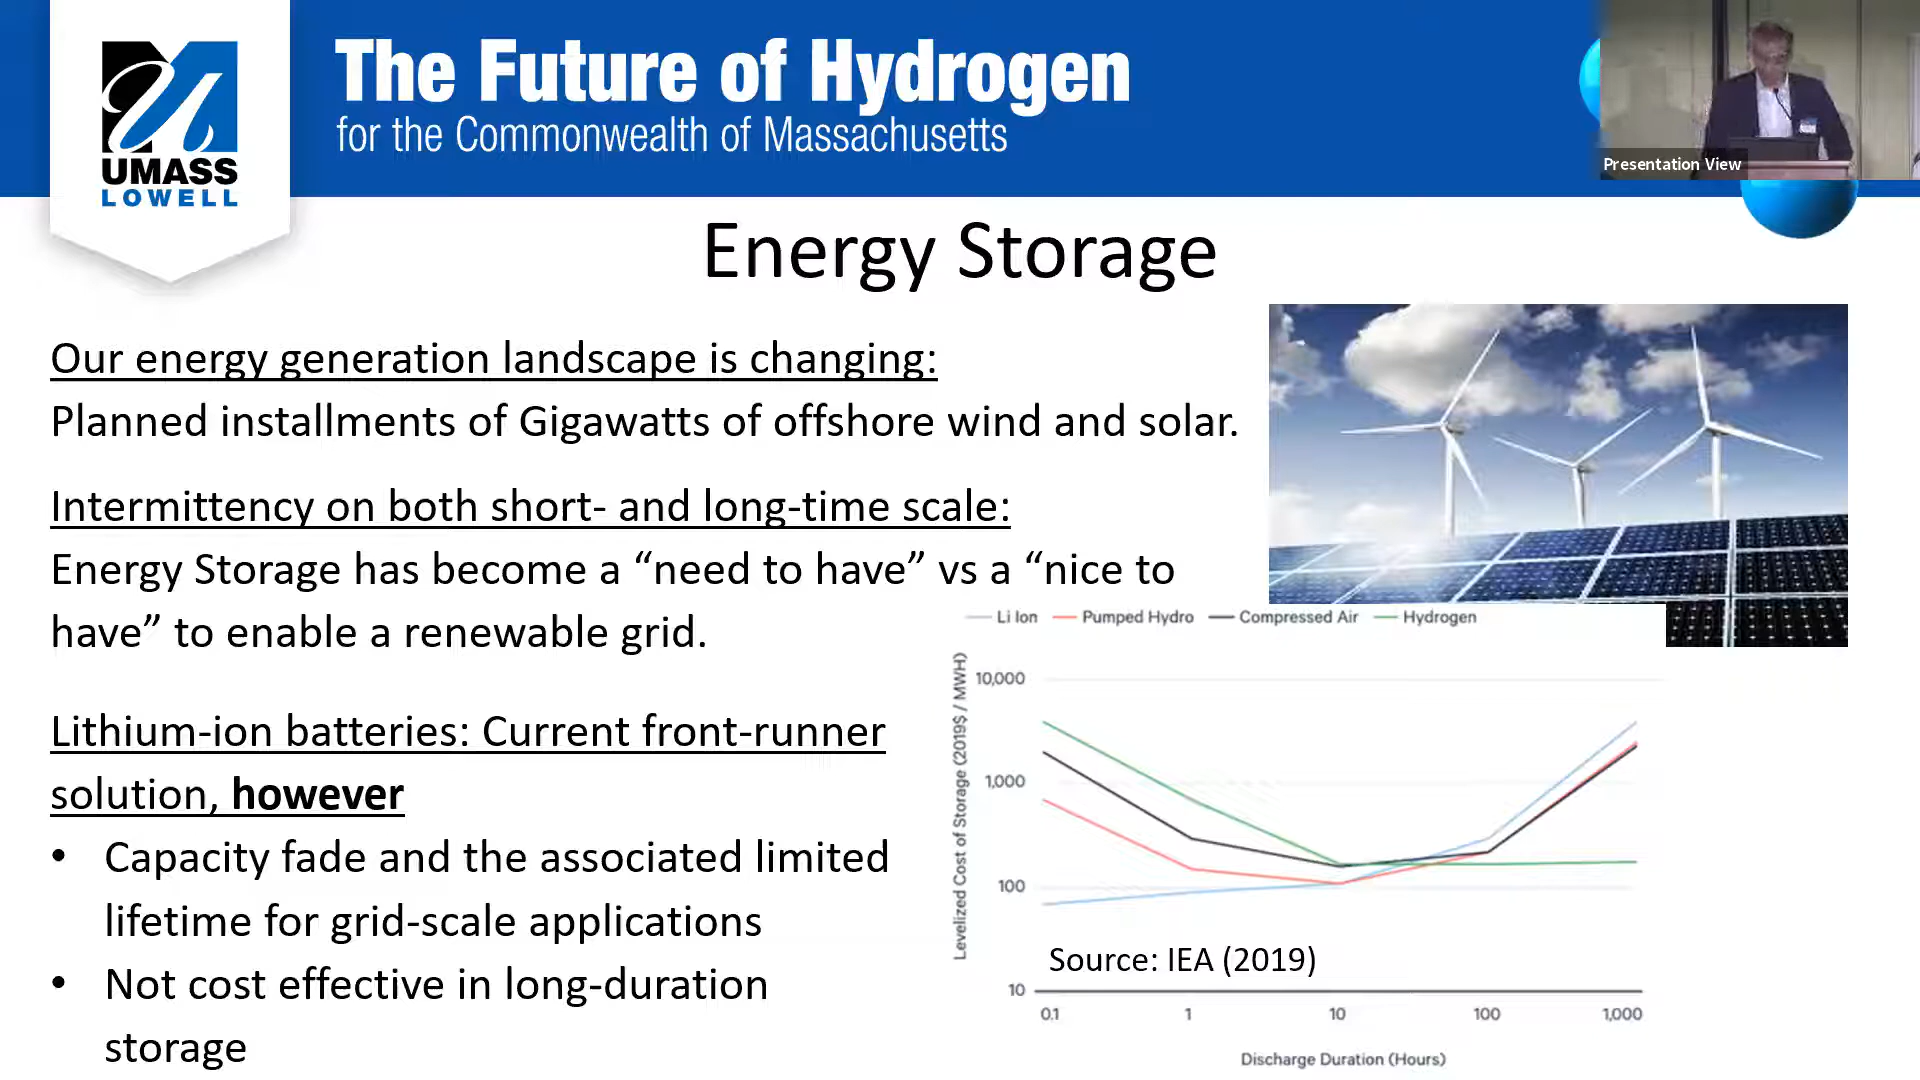 The Future of Hydrogen
for the Commonwealth of Massachusetts
UMASS
LOWELL
Presentation View
Energy Storage
Our energy generation landscape is changing:
Planned installments of Gigawatts of offshore wind and solar.
Intermittency on both short- and long-time scale:
Energy Storage has become a “need to have” vs a “nice to
have” to enable a renewable grid.
Lithium-ion batteries: Current front-runner
solution, however
• Capacity fade and the associated limited
lifetime for grid-scale applications
• Not cost effective in long-duration
storage
Li Ion Pumped Hydro Compressed Air Hydrogen
Levelized Cost of Storage (2019$ / MWH)
10,000
1,000
100
10
Source: IEA (2019)
0.1 1 10 100 1,000
Discharge Duration (Hours)